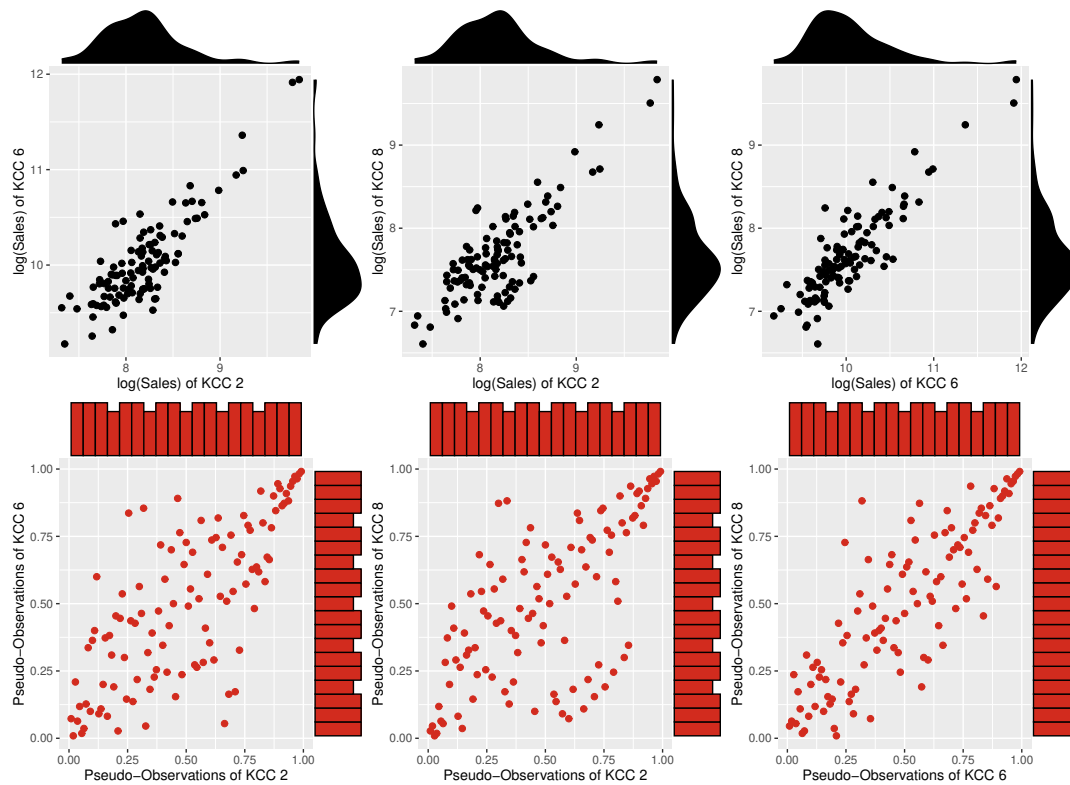 12
11
10
log(Sales) of KCC 6
8
9
log(Sales) of KCC 2
9
8
7
log(Sales) of KCC 8
8
9
log(Sales) of KCC 2
9
8
7
log(Sales) of KCC 8
10
11
12
log(Sales) of KCC 6
1.00
0.75
0.50
0.25
0.00
Pseudo−Observations of KCC 6
0.00 0.25 0.50 0.75 1.00
Pseudo−Observations of KCC 2
1.00
0.75
0.50
0.25
0.00
Pseudo−Observations of KCC 8
0.00 0.25 0.50 0.75 1.00
Pseudo−Observations of KCC 2
1.00
0.75
0.50
0.25
0.00
Pseudo−Observations of KCC 8
0.00 0.25 0.50 0.75 1.00
Pseudo−Observations of KCC 6